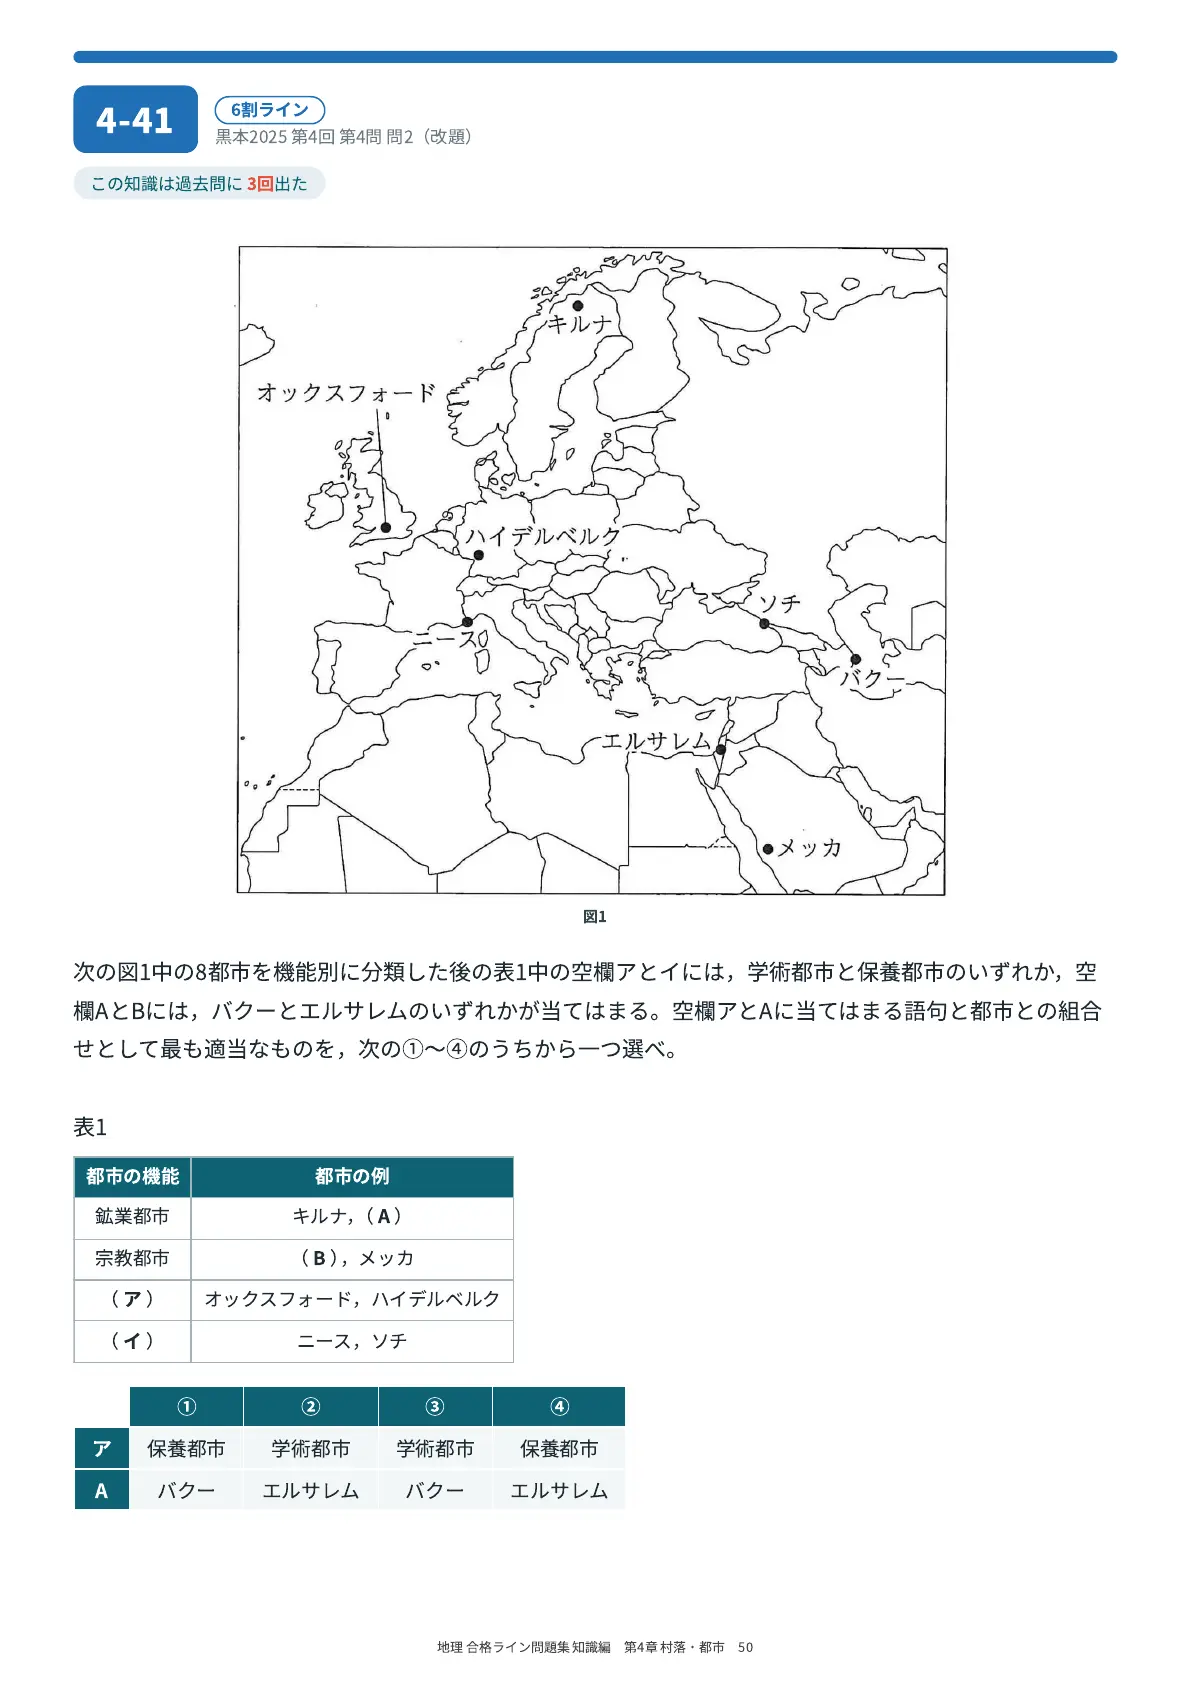 4-41
6割ライン
黒本2025 第4回 第4問 問2（改題）
この知識は過去問に 3回出た
キルナ
オックスフォード
ハイデルベルク
ソチ
ニース
バクー
エルサレム
メッカ
図1
次の図1中の8都市を機能別に分類した後の表1中の空欄アとイには，学術都市と保養都市のいずれか，空
欄AとBには，バクーとエルサレムのいずれかが当てはまる。空欄アとAに当てはまる語句と都市との組合
せとして最も適当なものを，次の①～④のうちから一つ選べ。
表1
都市の機能 都市の例
鉱業都市 キルナ，（ A ）
宗教都市 （ B ），メッカ
（ ア ） オックスフォード，ハイデルベルク
（ イ ） ニース，ソチ
① ② ③ ④
ア 保養都市 学術都市 学術都市 保養都市
A バクー エルサレム バクー エルサレム
地理 合格ライン問題集 知識編 第4章 村落・都市 50